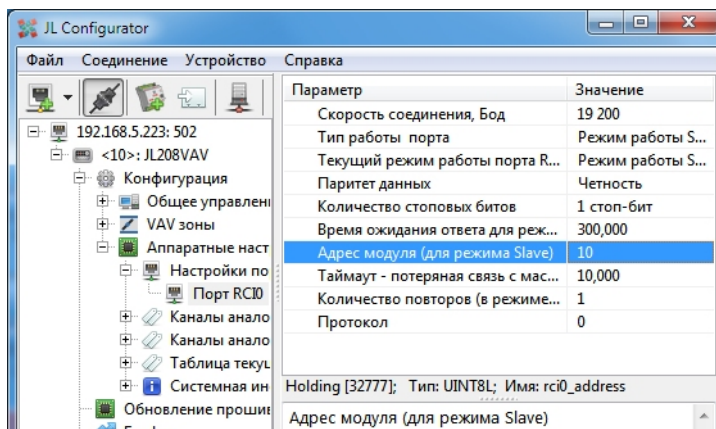 JL Configurator
Файл Соединение Устройство Справка
192.168.5.223: 502
<10>: JL208VAV
Конфигурация
Общее управлен
VAV зоны
Аппаратные наст
Настройки по
Порт RCI0
Каналы анало
Каналы анало
Таблица текущ
Системная ин
Обновление прошив
Параметр Значение
Скорость соединения, Бод 19 200
Тип работы порта Режим работы S...
Текущий режим работы порта R... Режим работы S...
Паритет данных Четность
Количество стоповых битов 1 стоп-бит
Время ожидания ответа для реж... 300,000
Адрес модуля (для режима Slave) 10
Таймаут - потеряная связь с мас... 10,000
Количество повторов (в режиме... 1
Протокол 0
Holding [32777]; Тип: UINT8L; Имя: rci0_address
Адрес модуля (для режима Slave)